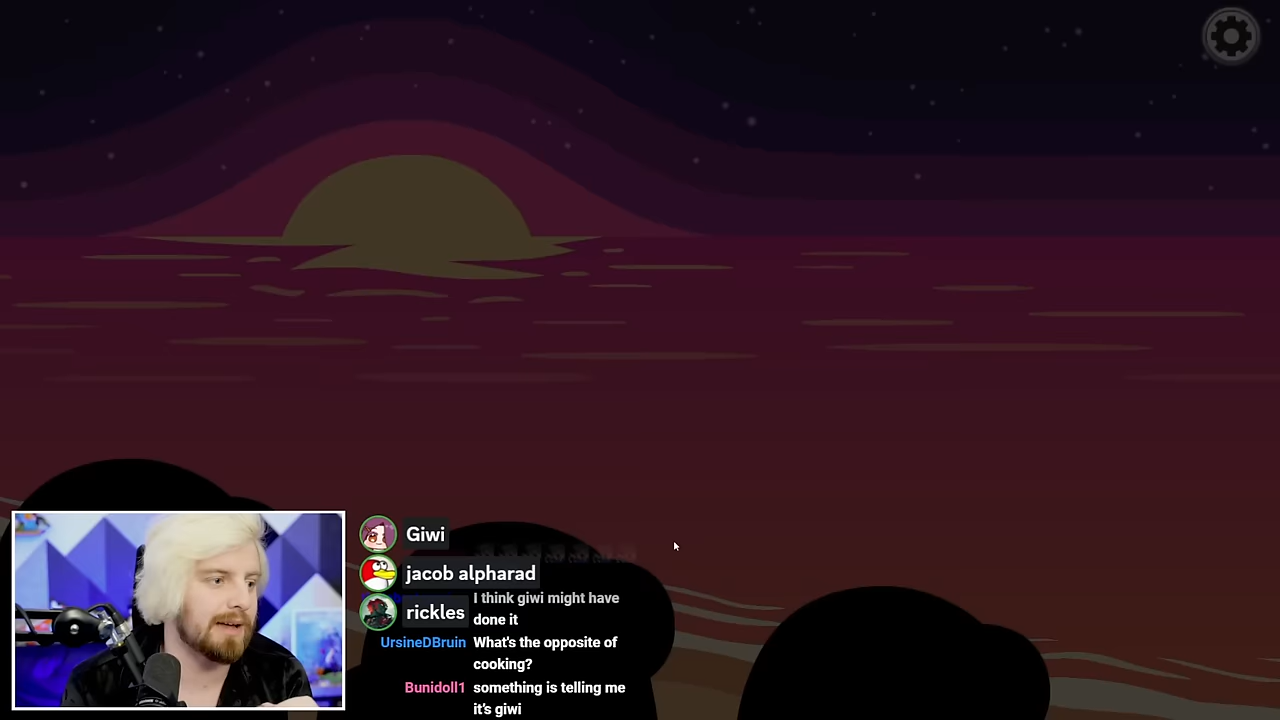 Giwi
jacob alpharad
rickles
I think giwi might have
done it
UrsineDBruin What's the opposite of
cooking?
Bunidoll1 something is telling me
it's giwi